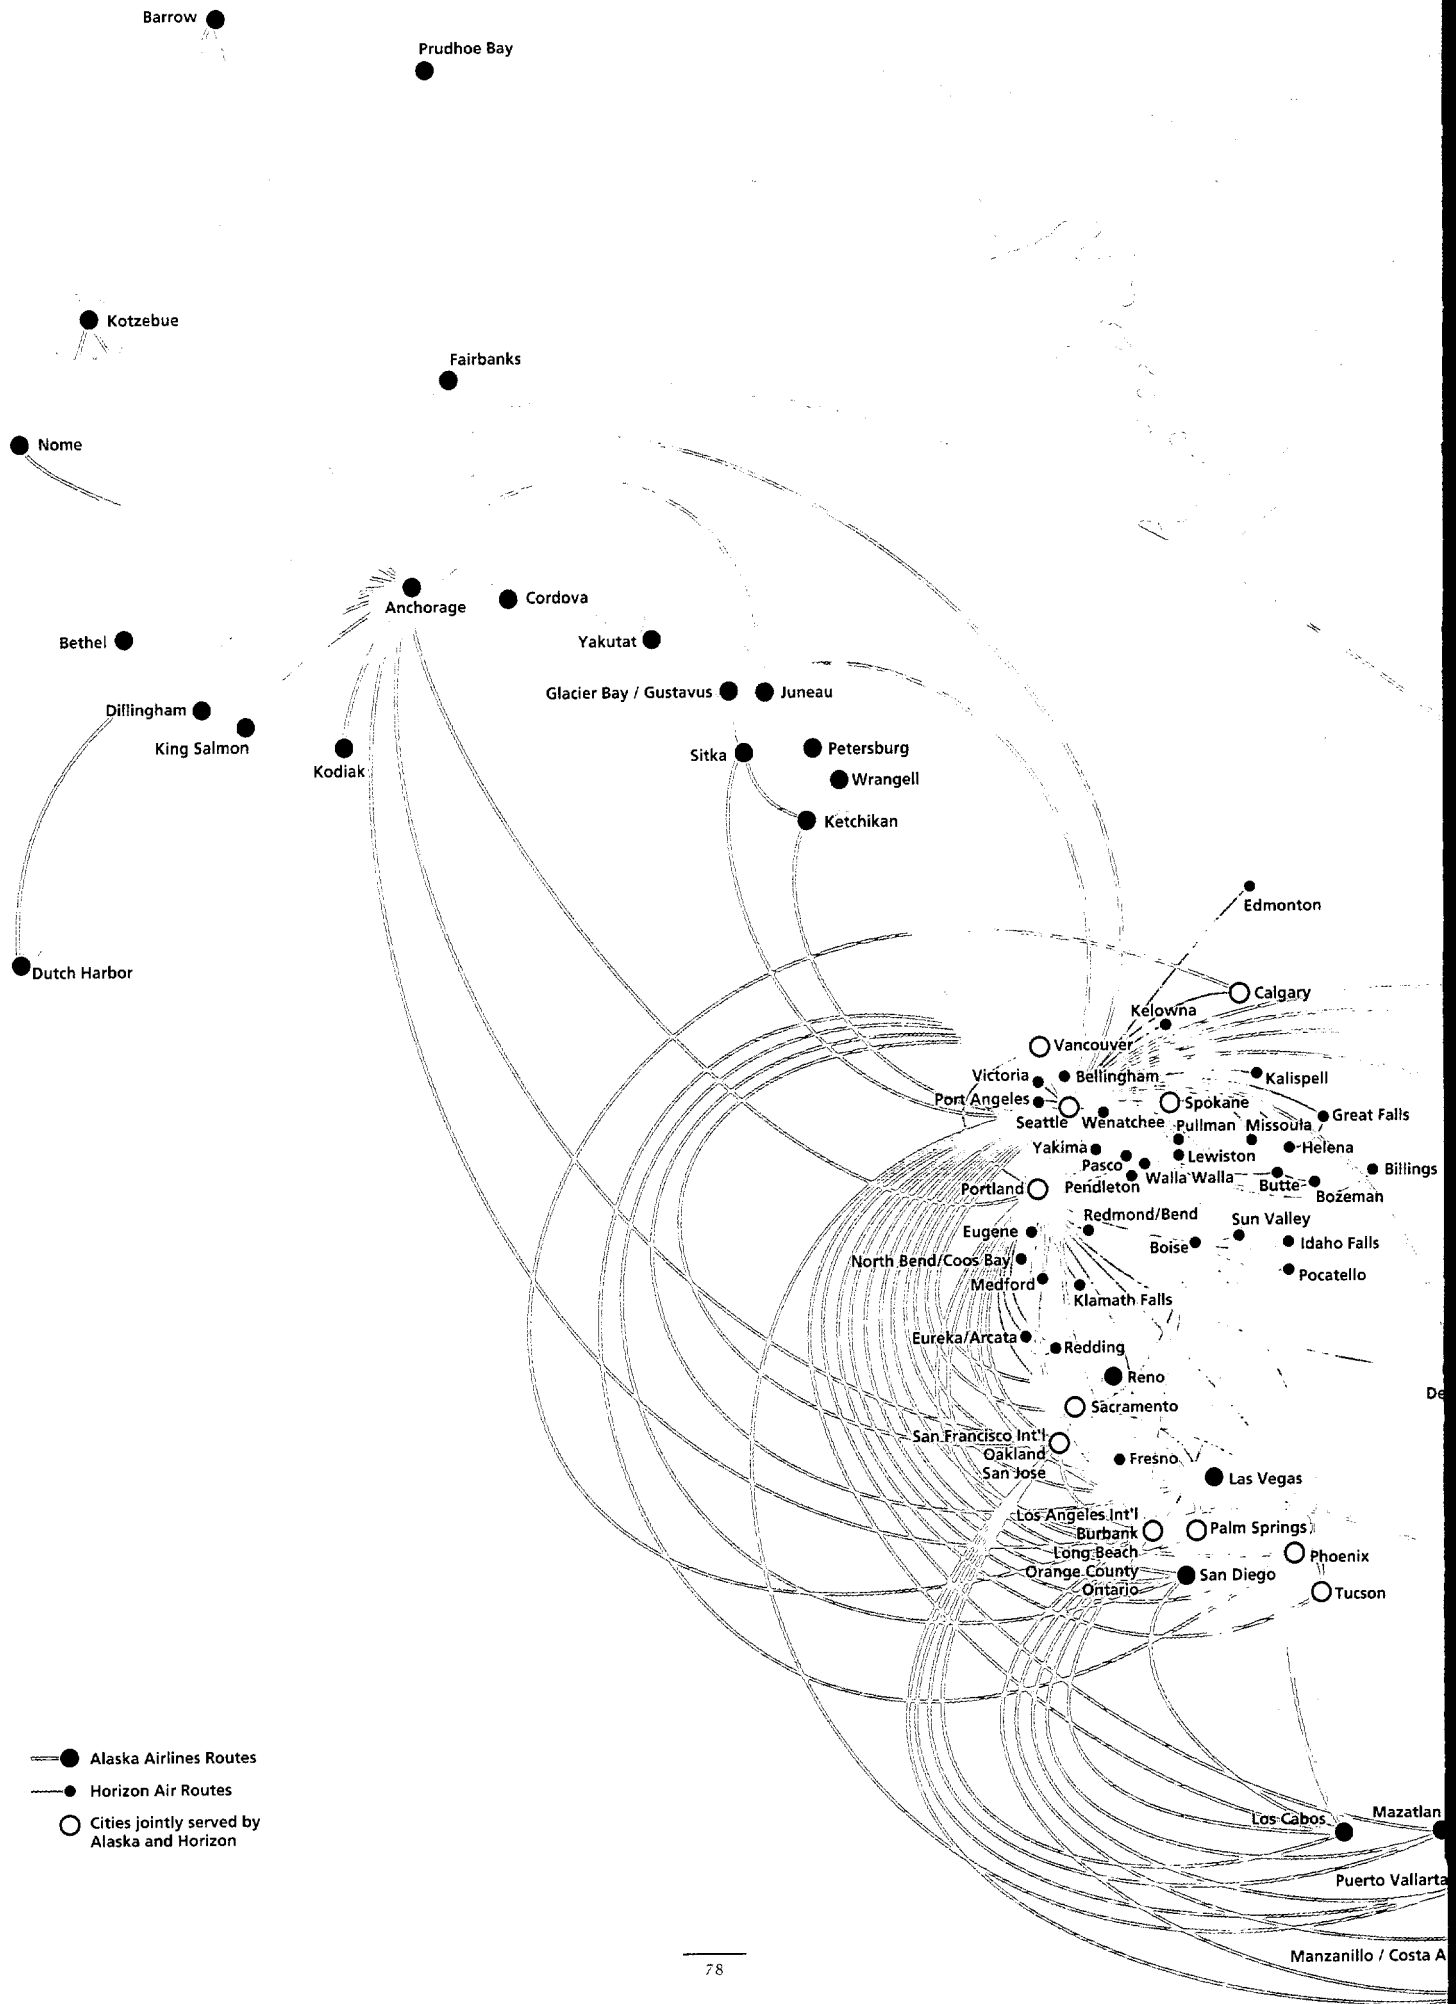 Barrow
Prudhoe Bay
Kotzebue
Fairbanks
Nome
Anchorage
Cordova
Bethel
Yakutat
Glacier Bay / Gustavus
Juneau
Dillingham
King Salmon
Kodiak
Sitka
Petersburg
Wrangell
Ketchikan
Edmonton
Dutch Harbor
Calgary
Kelowna
Vancouver
Victoria
Bellingham
Kalispell
Port Angeles
Spokane
Great Falls
Seattle
Wenatchee
Pullman
Missoula
Yakima
Helena
Pasco
Lewiston
Billings
Walla Walla
Portland
Pendleton
Butte
Bozeman
Redmond/Bend
Sun Valley
Eugene
Boise
Idaho Falls
North Bend/Coos Bay
Pocatello
Medford
Klamath Falls
Eureka/Arcata
Redding
Reno
De
Sacramento
San Francisco Int'l
Oakland
San Jose
Fresno
Las Vegas
Los Angeles Int'l
Burbank
Long Beach
Orange County
Ontario
Palm Springs
Phoenix
San Diego
Tucson
Alaska Airlines Routes
Horizon Air Routes
Cities jointly served by
Alaska and Horizon
Los Cabos
Mazatlan
Puerto Vallarta
Manzanillo / Costa A
78